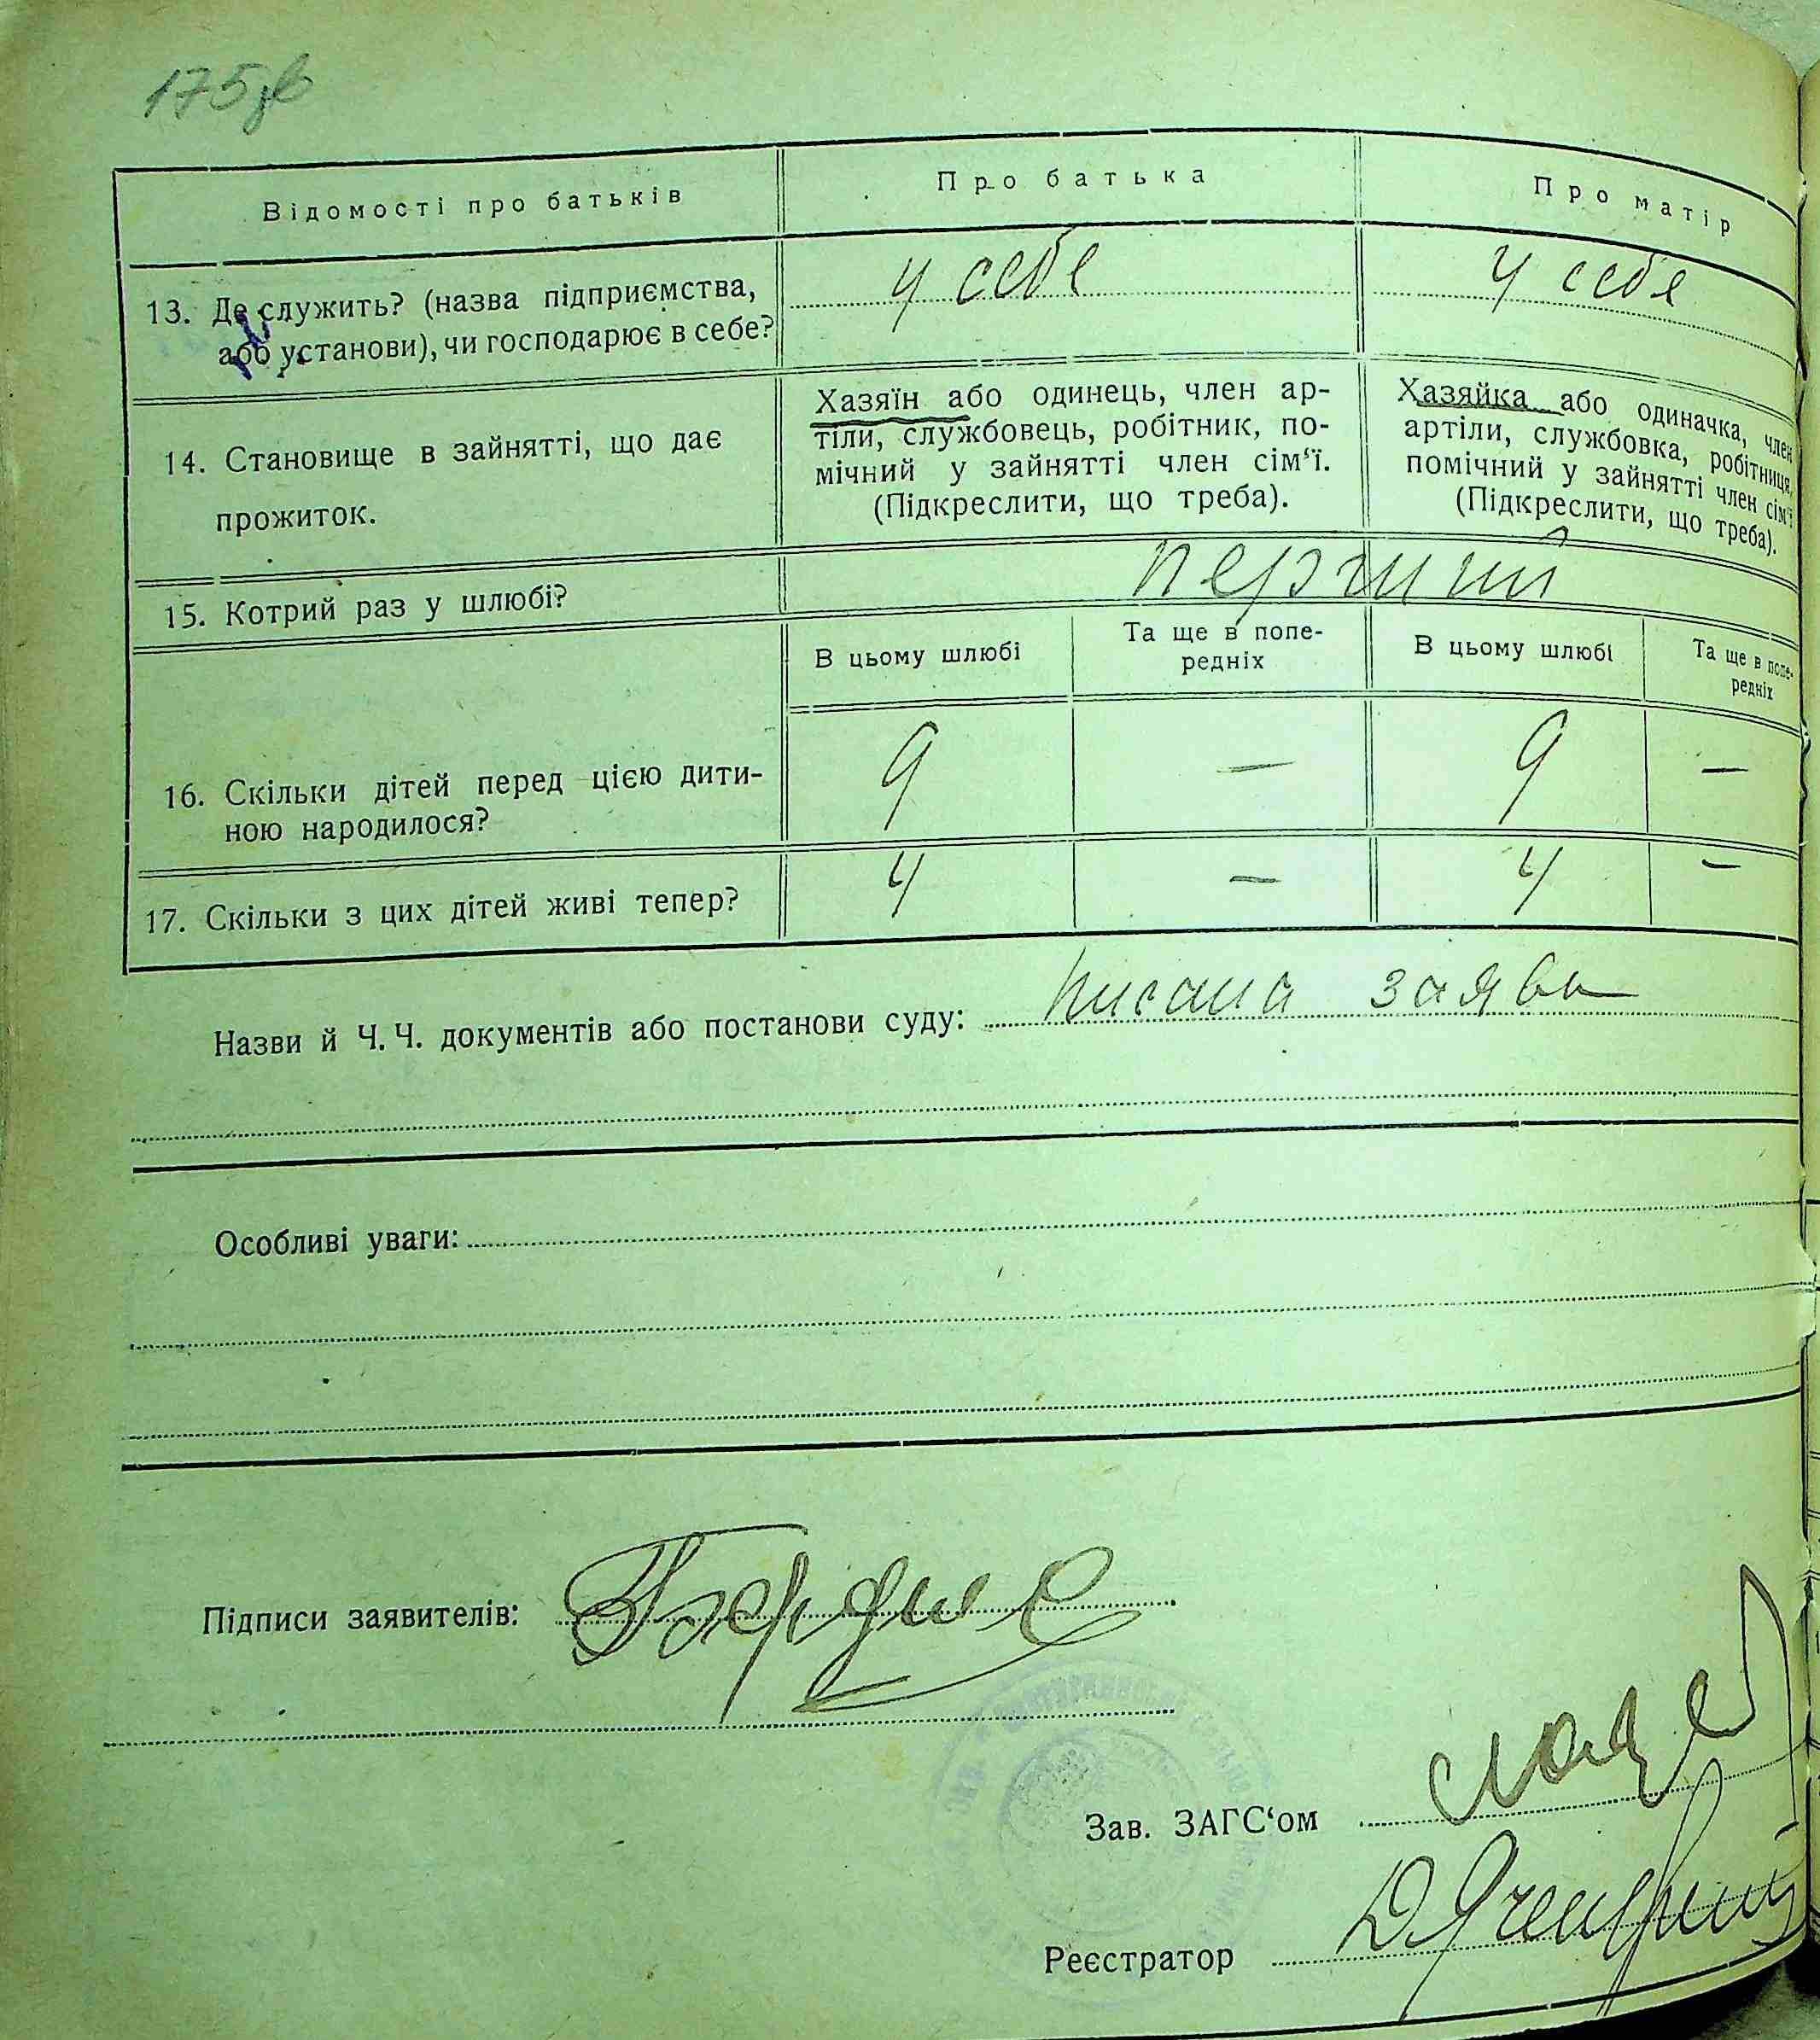 175
Відомості про батьків
Про батька
Про матір
13. Де служить? (назва підприємства,
або установи), чи господарює в себе?
у себе
у себе
14. Становище в зайнятті, що дає
прожиток.
Хазяїн або одинець, член ар-
тіли, службовець, робітник, по-
мічний у зайнятті член сім‘ї.
(Підкреслити, що треба).
Хазяйка або одиначка, член
артіли, службовка, робітниця,
помічний у зайнятті член сім‘ї
(Підкреслити, що треба).
15. Котрий раз у шлюбі?
перший
В цьому шлюбі
Та ще в попе-
редніх
В цьому шлюбі
Та ще в попе-
редніх
16. Скільки дітей перед цією дити-
ною народилося?
9
—
9
—
17. Скільки з цих дітей живі тепер?
4
—
4
—
Назви й Ч. Ч. документів або постанови суду: заява
Особливі уваги:
Підписи заявителів:
Зав. ЗАГС‘ом
Реєстратор